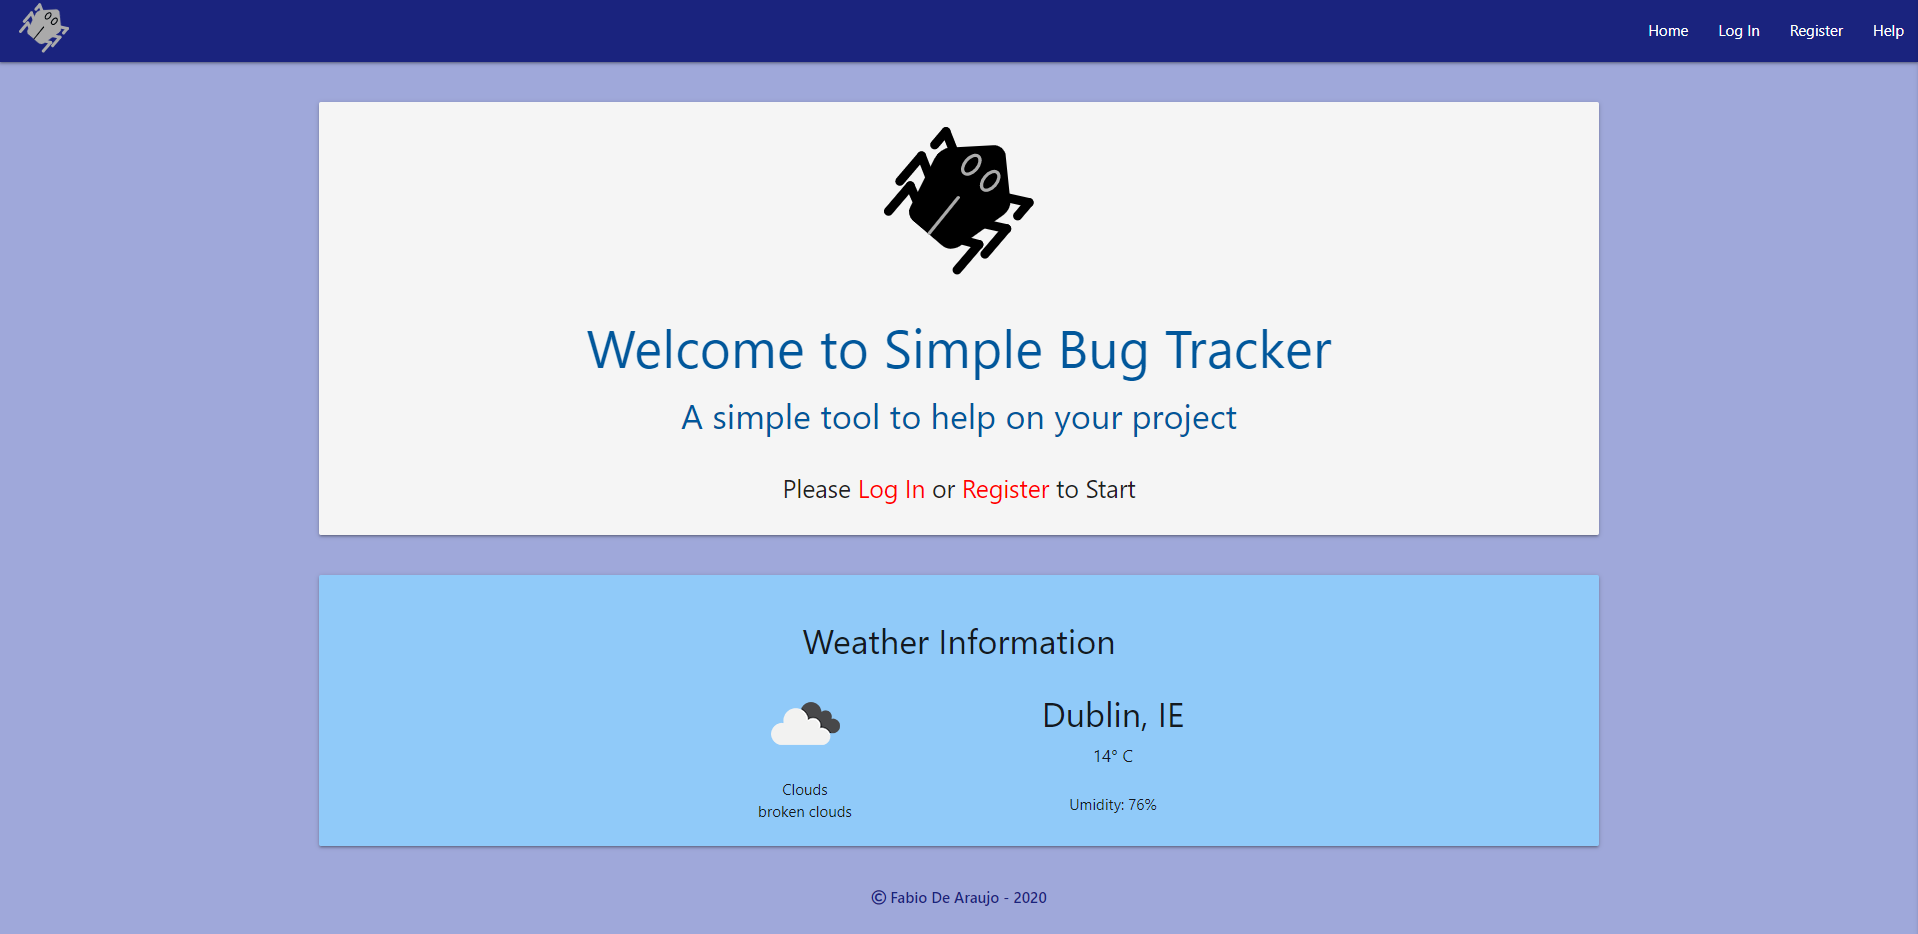 Home Log In Register Help
Welcome to Simple Bug Tracker
A simple tool to help on your project
Please Log In or Register to Start
Weather Information
Clouds
broken clouds
Dublin, IE
14° C
Umidity: 76%
© Fabio De Araujo - 2020